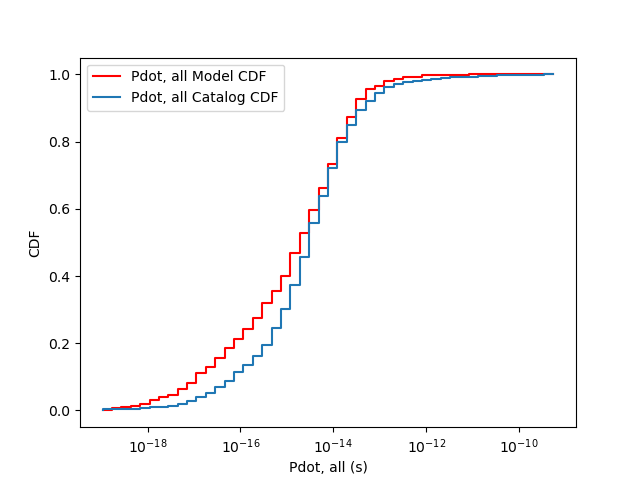 Pdot, all Model CDF
Pdot, all Catalog CDF
1.0
0.8
0.6
0.4
0.2
0.0
CDF
10⁻¹⁸
10⁻¹⁶
10⁻¹⁴
10⁻¹²
10⁻¹⁰
Pdot, all (s)